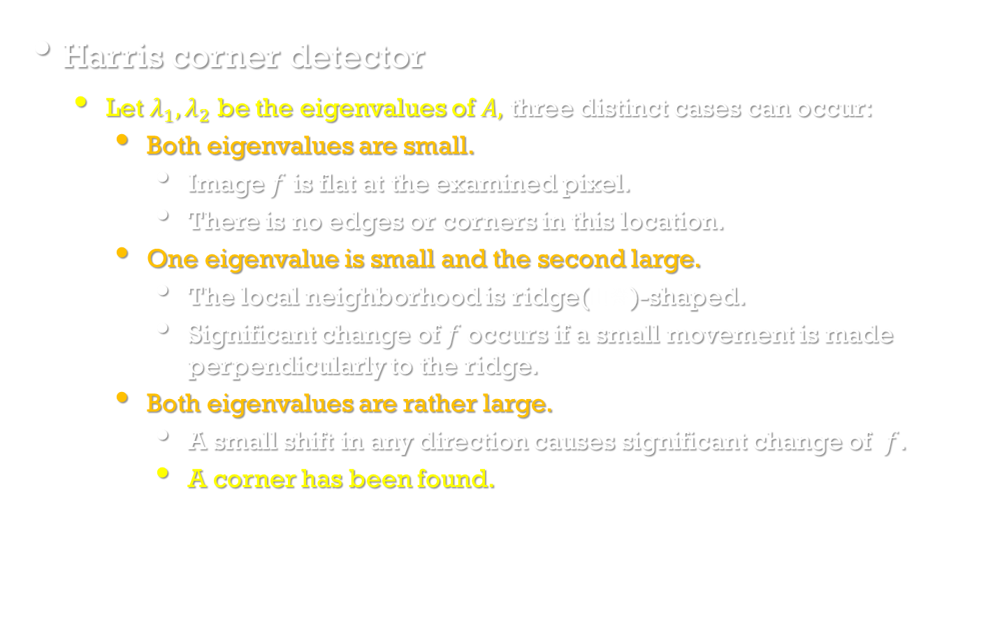 • Harris corner detector
• Let λ₁, λ₂ be the eigenvalues of A, three distinct cases can occur:
• Both eigenvalues are small.
• Image f is flat at the examined pixel.
• There is no edges or corners in this location.
• One eigenvalue is small and the second large.
• The local neighborhood is ridge( )-shaped.
• Significant change of f occurs if a small movement is made
perpendicularly to the ridge.
• Both eigenvalues are rather large.
• A small shift in any direction causes significant change of f.
• A corner has been found.